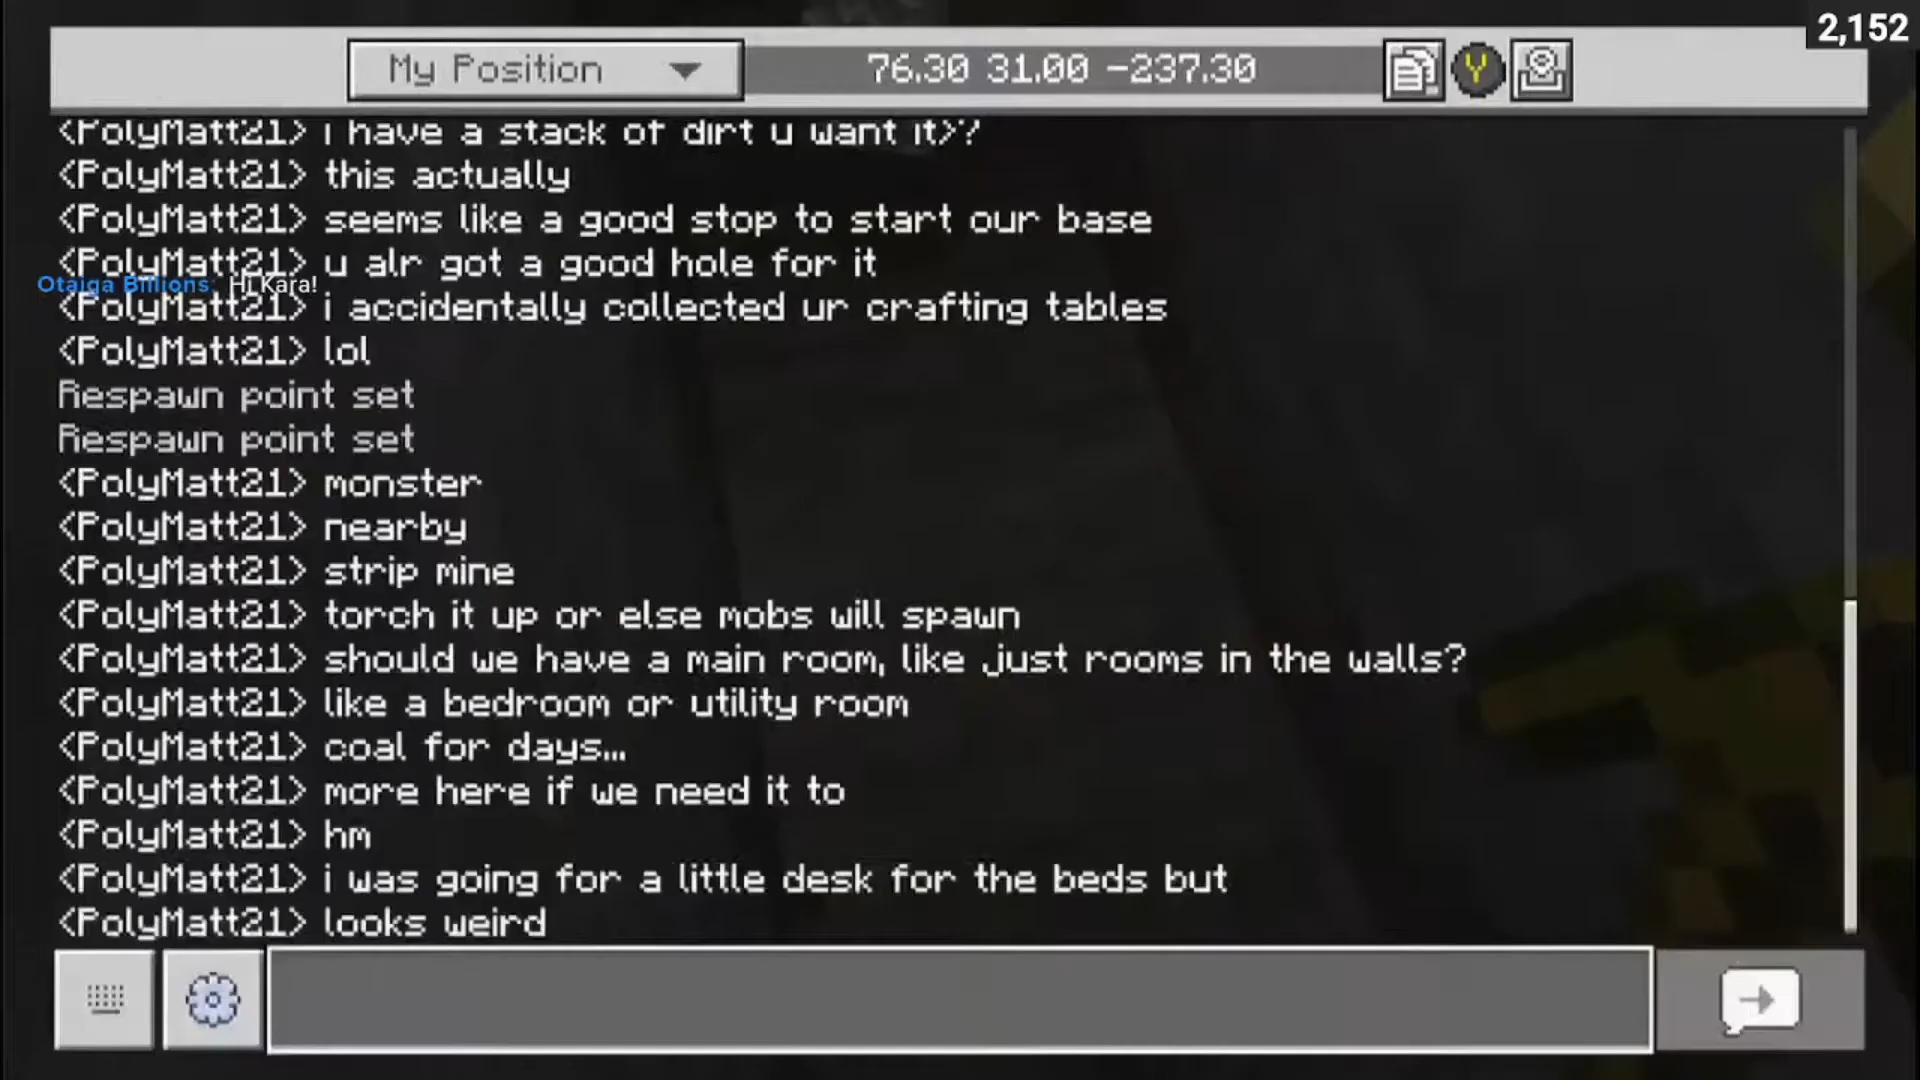 2,152
My Position
76.30 31.00 -237.30
Y
<PolyMatt21> i have a stack of dirt u want it>?
<PolyMatt21> this actually
<PolyMatt21> seems like a good stop to start our base
<PolyMatt21> u alr got a good hole for it
Otaiga Billions: Hi Kara!
<PolyMatt21> i accidentally collected ur crafting tables
<PolyMatt21> lol
Respawn point set
Respawn point set
<PolyMatt21> monster
<PolyMatt21> nearby
<PolyMatt21> strip mine
<PolyMatt21> torch it up or else mobs will spawn
<PolyMatt21> should we have a main room, like just rooms in the walls?
<PolyMatt21> like a bedroom or utility room
<PolyMatt21> coal for days...
<PolyMatt21> more here if we need it to
<PolyMatt21> hm
<PolyMatt21> i was going for a little desk for the beds but
<PolyMatt21> looks weird